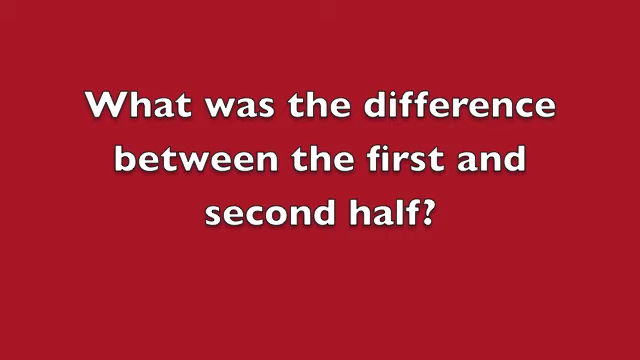 What was the difference
between the first and
second half?